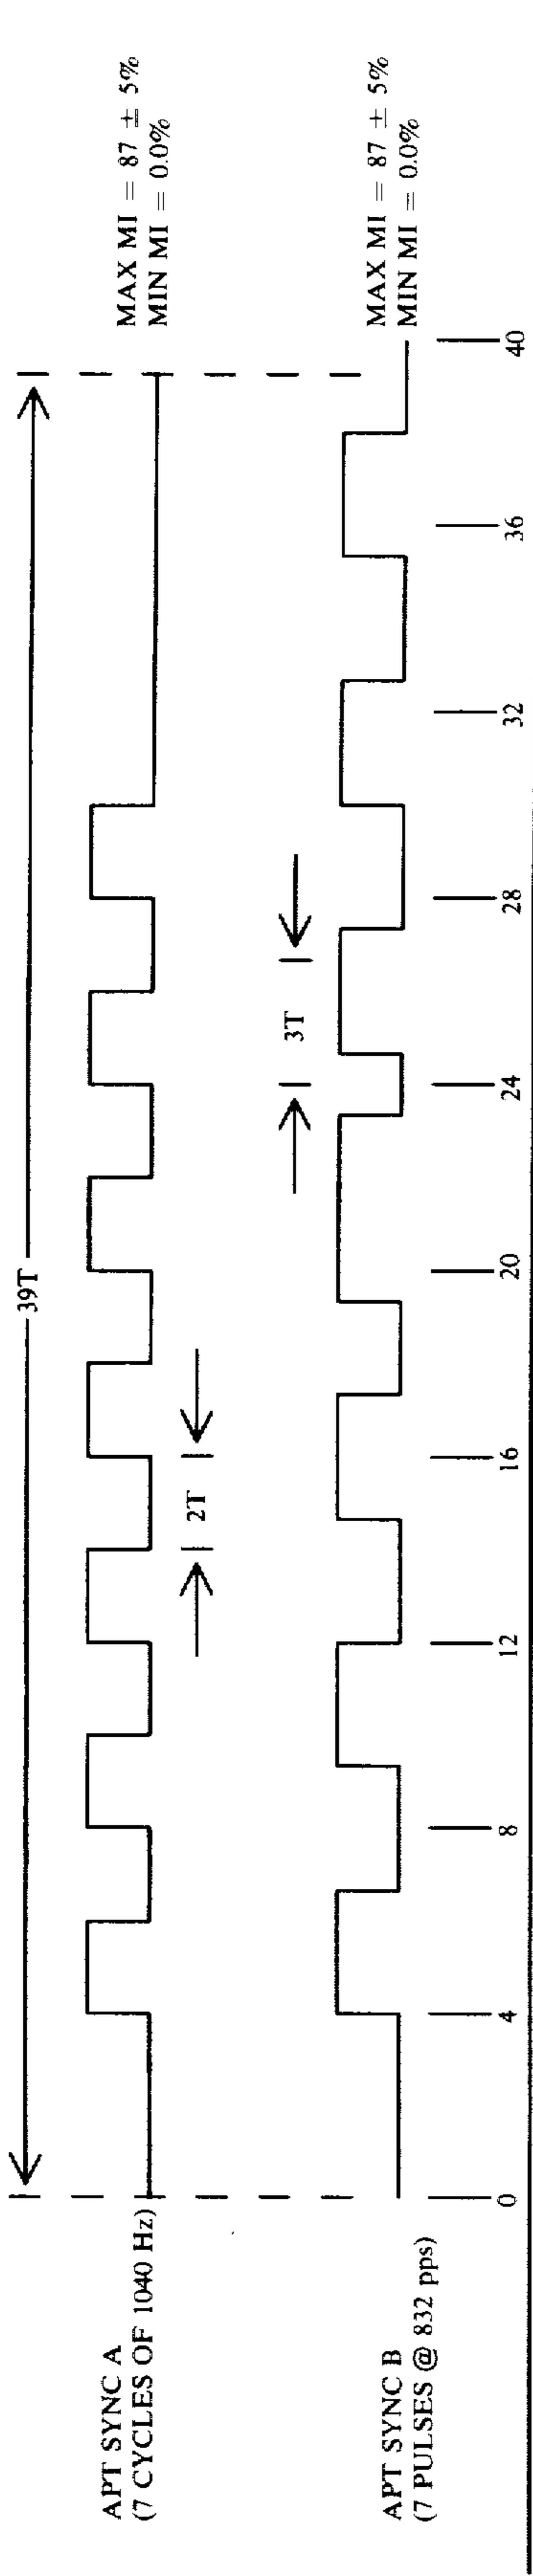 39T
APT SYNC A
(7 CYCLES OF 1040 Hz)
MAX MI = 87 ± 5%
MIN MI = 0.0%
2T
3T
APT SYNC B
(7 PULSES @ 832 pps)
MAX MI = 87 ± 5%
MIN MI = 0.0%
0 4 8 12 16 20 24 28 32 36 40